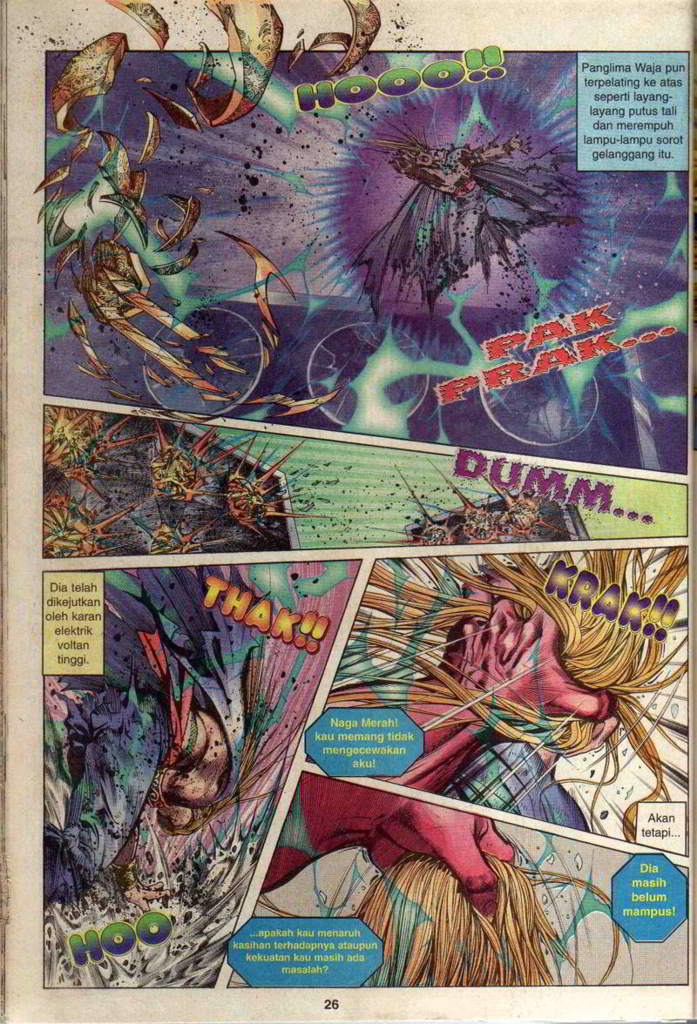 HOOO!!
Panglima Waja pun
terpelating ke atas
seperti layang-
layang putus tali
dan merempuh
lampu-lampu sorot
gelanggang itu.
PAK
PRAK...
DUMM...
Dia telah
dikejutkan
oleh karan
elektrik
voltan
tinggi.
THAK!!
HOO
KRAK!!
Naga Merah!
kau memang tidak
mengecewakan
aku!
Akan
tetapi...
...apakah kau menaruh
kasihan terhadapnya ataupun
kekuatan kau masih ada
masalah?
Dia
masih
belum
mampus!
26